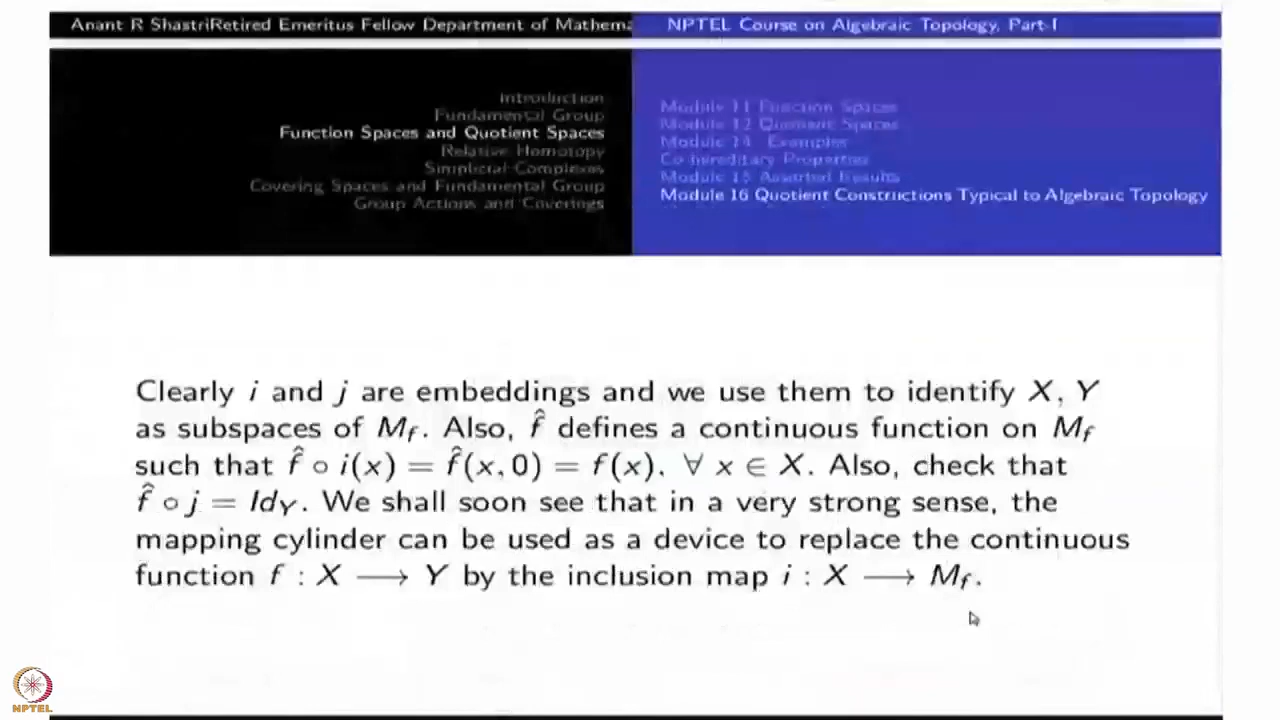 Anant R ShastriRetired Emeritus Fellow Department of Mathema
NPTEL Course on Algebraic Topology, Part-I
Introduction
Fundamental Group
Function Spaces and Quotient Spaces
Relative Homotopy
Simplicial Complexes
Covering Spaces and Fundamental Group
Group Actions and Coverings
Module 11 Function Spaces
Module 12 Quotient Spaces
Module 14 Examples
Co-hereditary Properties
Module 15 Assorted Results
Module 16 Quotient Constructions Typical to Algebraic Topology
Clearly i and j are embeddings and we use them to identify X, Y
as subspaces of M_f. Also, f̂ defines a continuous function on M_f
such that f̂ ∘ i(x) = f̂(x, 0) = f(x), ∀ x ∈ X. Also, check that
f̂ ∘ j = Id_Y. We shall soon see that in a very strong sense, the
mapping cylinder can be used as a device to replace the continuous
function f : X ⟶ Y by the inclusion map i : X ⟶ M_f.
NPTEL